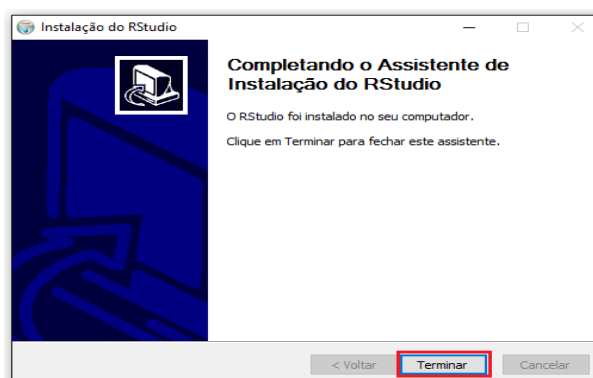 Instalação do RStudio
Completando o Assistente de
Instalação do RStudio
O RStudio foi instalado no seu computador.
Clique em Terminar para fechar este assistente.
< Voltar
Terminar
Cancelar